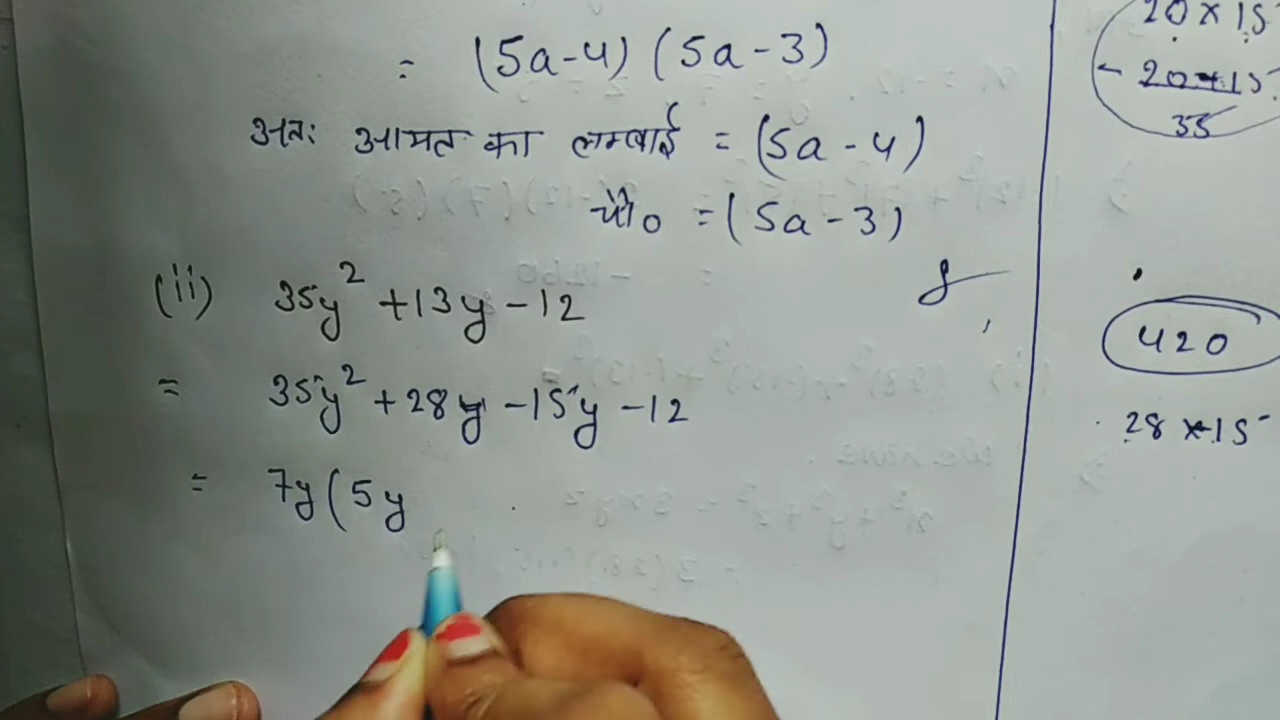 = (5a-4) (5a-3)
अतः आयत का लम्बाई = (5a-4)
चौ० = (5a-3)
(ii) 35y² +13y -12
= 35y² +28y -15y -12
= 7y(5y
20×15
- 20+15
35
420
28×15